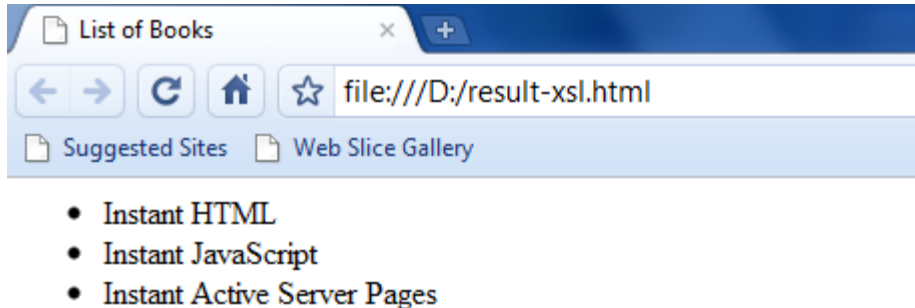 List of Books
file:///D:/result-xsl.html
Suggested Sites Web Slice Gallery
• Instant HTML
• Instant JavaScript
• Instant Active Server Pages